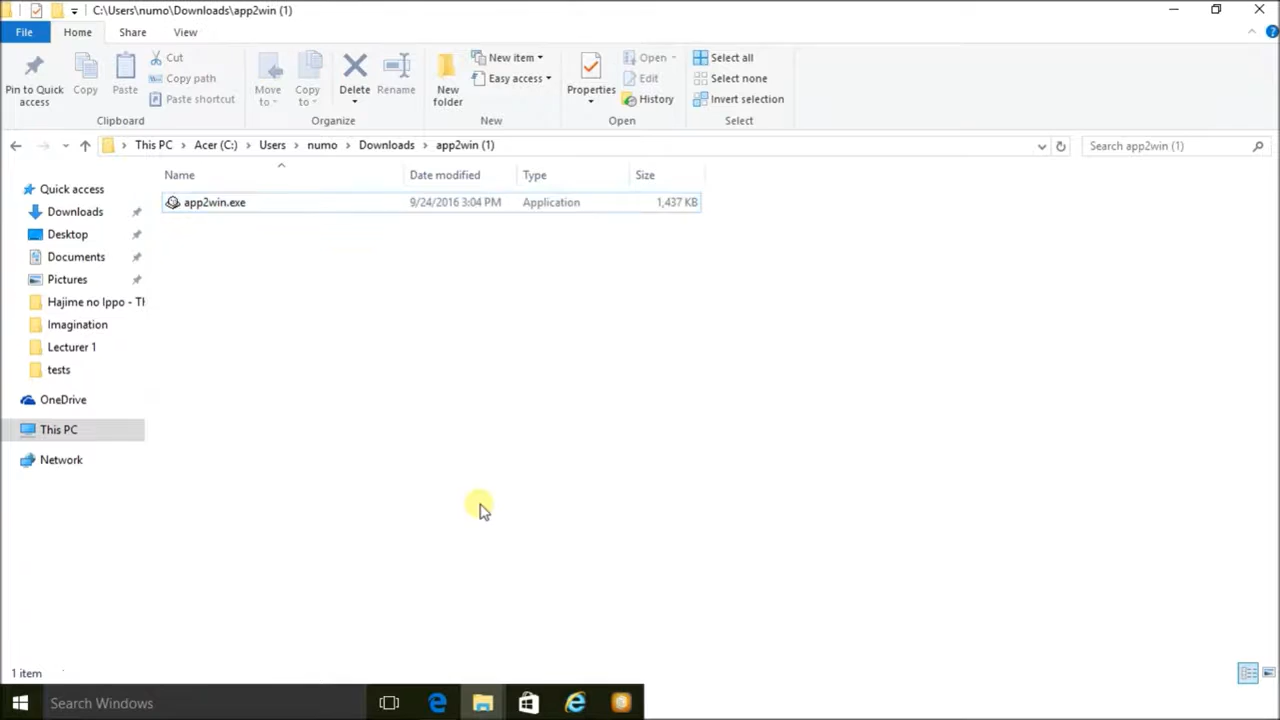 C:\Users\numo\Downloads\app2win (1)
File Home Share View
Pin to Quick access
Copy
Paste
Cut
Copy path
Paste shortcut
Clipboard
Move to
Copy to
Delete
Rename
Organize
New folder
New item
Easy access
New
Properties
Open
Edit
History
Open
Select all
Select none
Invert selection
Select
This PC Acer (C:) Users numo Downloads app2win (1)
Search app2win (1)
Name Date modified Type Size
app2win.exe 9/24/2016 3:04 PM Application 1,437 KB
Quick access
Downloads
Desktop
Documents
Pictures
Hajime no Ippo - Th
Imagination
Lecturer 1
tests
OneDrive
This PC
Network
1 item
Search Windows